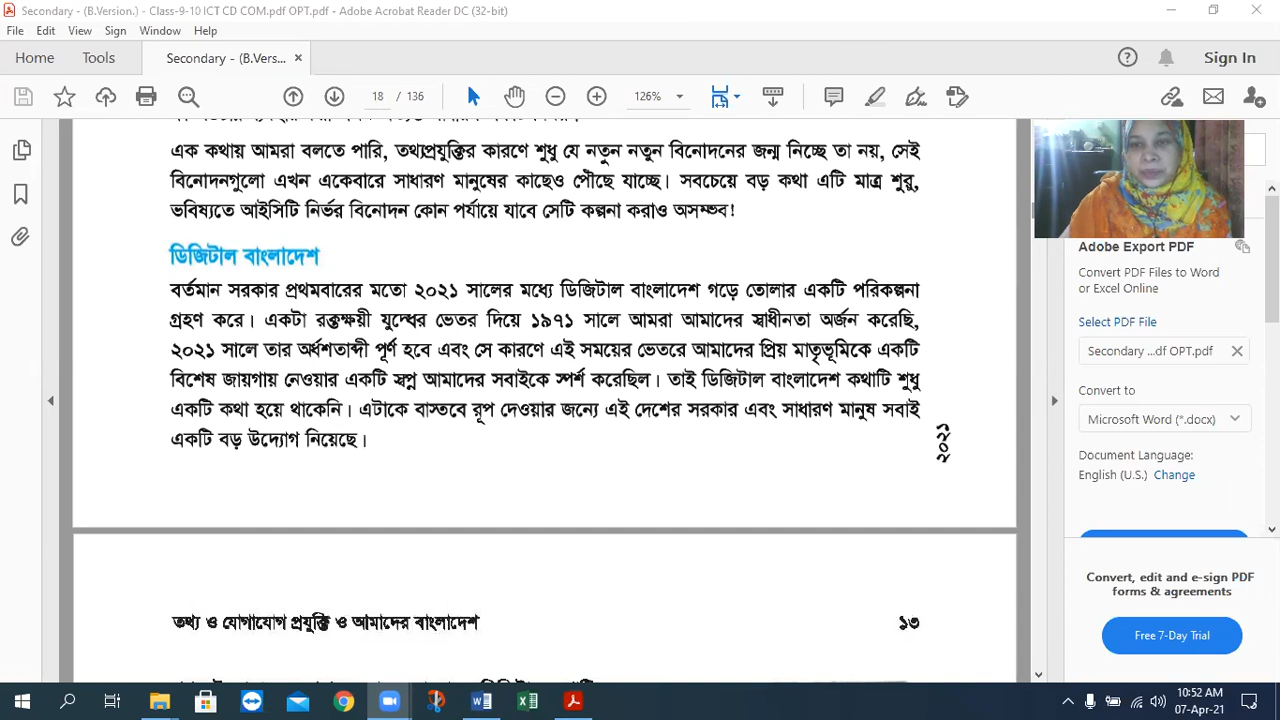 Secondary - (B.Version.) - Class-9-10 ICT CD COM.pdf OPT.pdf - Adobe Acrobat Reader DC (32-bit)
File Edit View Sign Window Help
Home Tools Secondary - (B.Vers... × Sign In
18 / 136 126%
এক কথায় আমরা বলতে পারি, তথ্যপ্রযুক্তির কারণে শুধু যে নতুন নতুন বিনোদনের জন্ম নিচ্ছে তা নয়, সেই
বিনোদনগুলো এখন একেবারে সাধারণ মানুষের কাছেও পৌছে যাচ্ছে। সবচেয়ে বড় কথা এটি মাত্র শুরু,
ভবিষ্যতে আইসিটি নির্ভর বিনোদন কোন পর্যায়ে যাবে সেটি কল্পনা করাও অসম্ভব!
ডিজিটাল বাংলাদেশ
বর্তমান সরকার প্রথমবারের মতো ২০২১ সালের মধ্যে ডিজিটাল বাংলাদেশ গড়ে তোলার একটি পরিকল্পনা
গ্রহণ করে। একটা রক্তক্ষয়ী যুদ্ধের ভেতর দিয়ে ১৯৭১ সালে আমরা আমাদের স্বাধীনতা অর্জন করেছি,
২০২১ সালে তার অর্ধশতাব্দী পূর্ণ হবে এবং সে কারণে এই সময়ের ভেতরে আমাদের প্রিয় মাতৃভূমিকে একটি
বিশেষ জায়গায় নেওয়ার একটি স্বপ্ন আমাদের সবাইকে স্পর্শ করেছিল। তাই ডিজিটাল বাংলাদেশ কথাটি শুধু
একটি কথা হয়ে থাকেনি। এটাকে বাস্তবে রূপ দেওয়ার জন্যে এই দেশের সরকার এবং সাধারণ মানুষ সবাই
একটি বড় উদ্যোগ নিয়েছে।
২০২১
তথ্য ও যোগাযোগ প্রযুক্তি ও আমাদের বাংলাদেশ ১৩
Adobe Export PDF
Convert PDF Files to Word
or Excel Online
Select PDF File
Secondary ...df OPT.pdf
Convert to
Microsoft Word (*.docx)
Document Language:
English (U.S.) Change
Convert, edit and e-sign PDF
forms & agreements
Free 7-Day Trial
10:52 AM
07-Apr-21